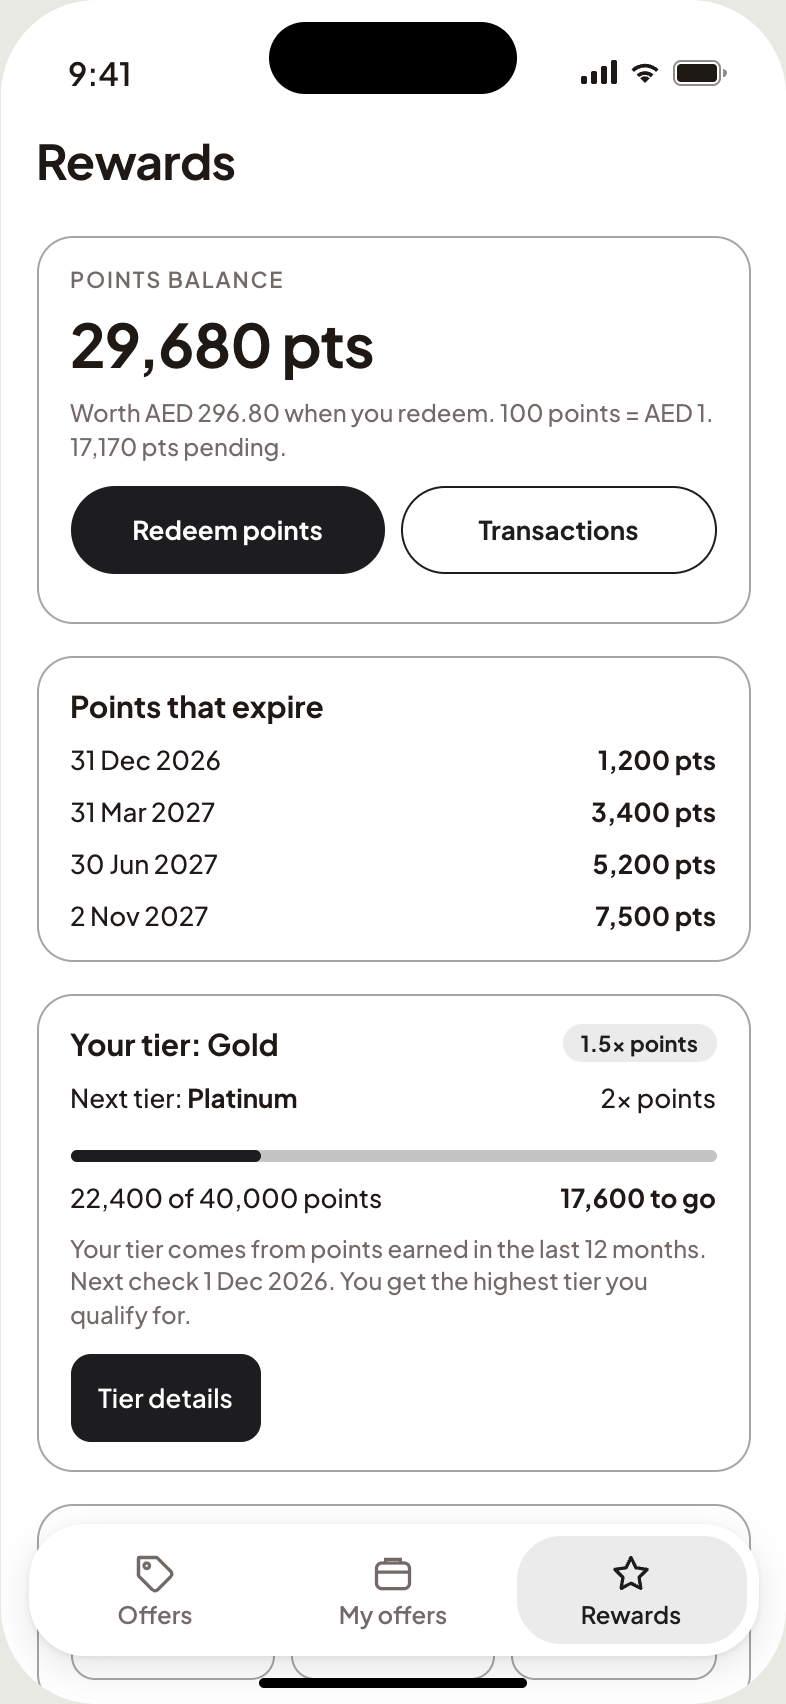 9:41
Rewards
POINTS BALANCE
29,680 pts
Worth AED 296.80 when you redeem. 100 points = AED 1.
17,170 pts pending.
Redeem points
Transactions
Points that expire
31 Dec 2026 1,200 pts
31 Mar 2027 3,400 pts
30 Jun 2027 5,200 pts
2 Nov 2027 7,500 pts
Your tier: Gold 1.5× points
Next tier: Platinum 2× points
22,400 of 40,000 points 17,600 to go
Your tier comes from points earned in the last 12 months.
Next check 1 Dec 2026. You get the highest tier you
qualify for.
Tier details
Offers My offers Rewards